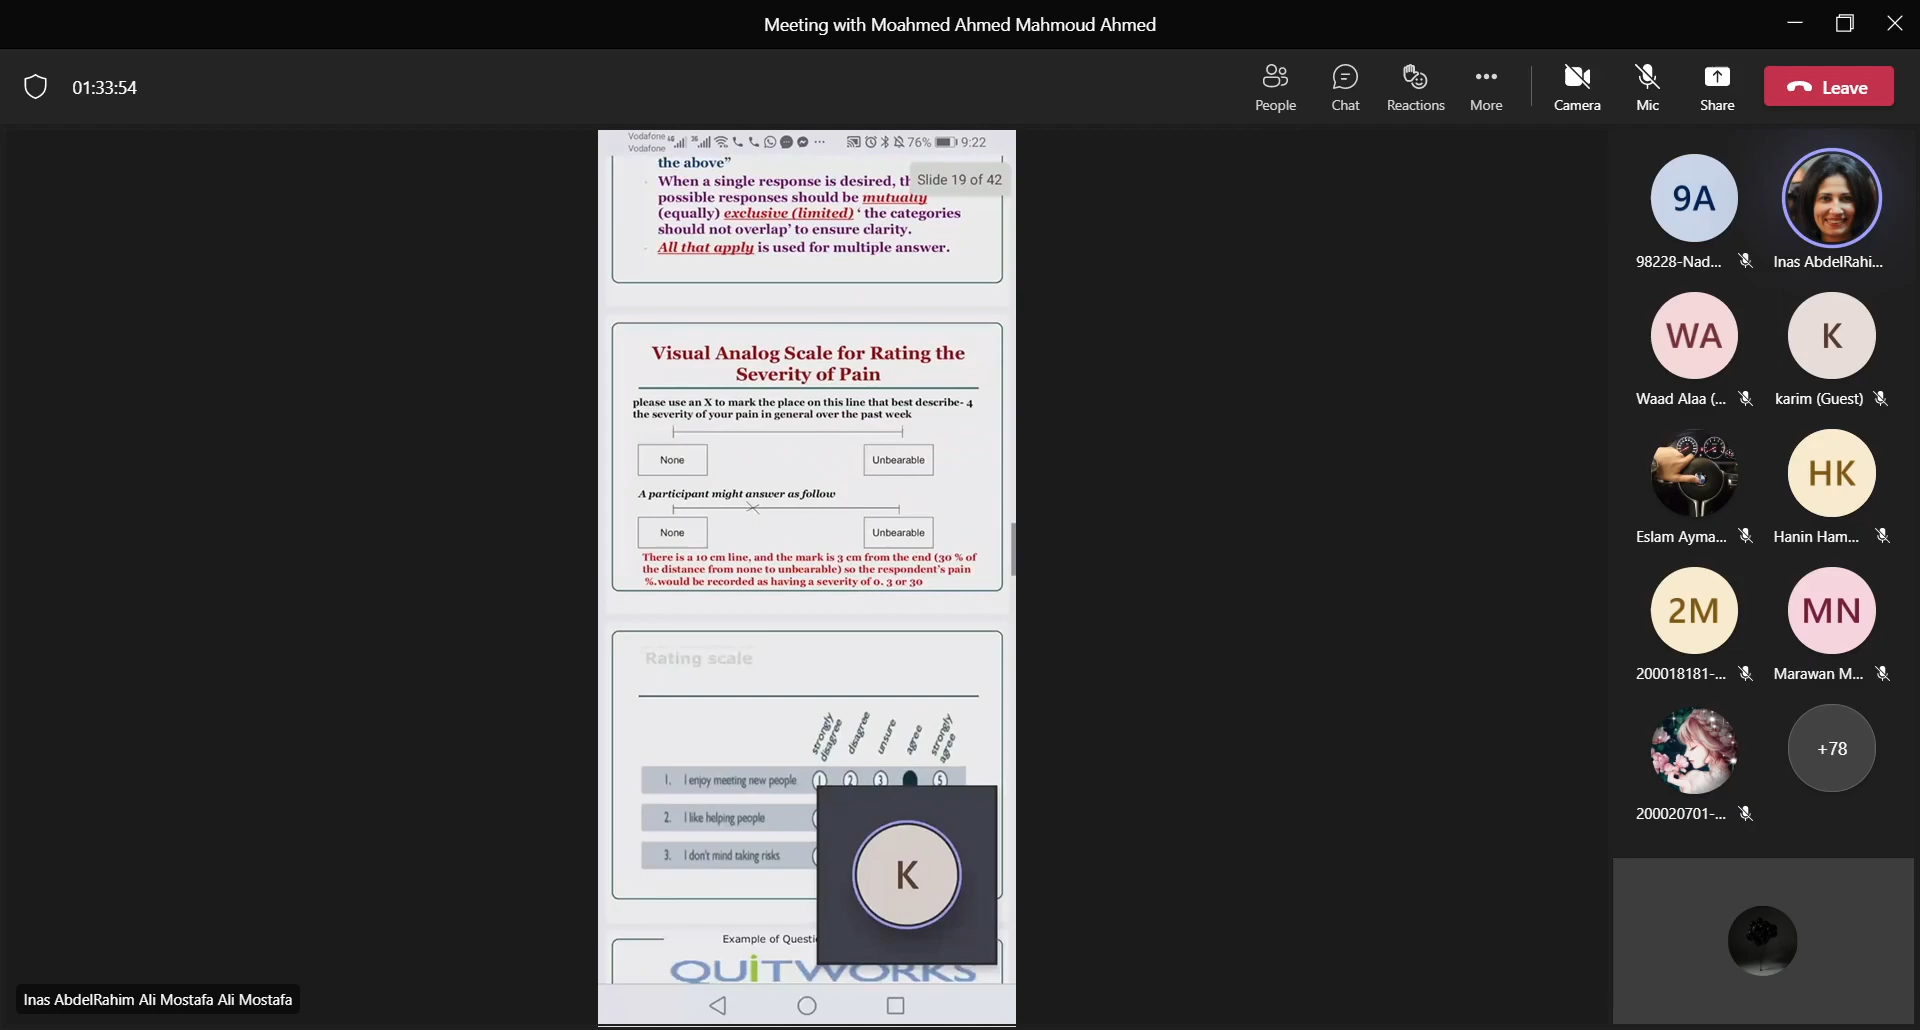 Meeting with Moahmed Ahmed Mahmoud Ahmed
01:33:54
People
Chat
Reactions
More
Camera
Mic
Share
Leave
Vodafone
Vodafone
4G
3G
76%
9:22
Slide 19 of 42
the above”
When a single response is desired, th
possible responses should be mutually
(equally) exclusive (limited) ‘ the categories
should not overlap’ to ensure clarity.
All that apply is used for multiple answer.
Visual Analog Scale for Rating the
Severity of Pain
please use an X to mark the place on this line that best describe- 4
the severity of your pain in general over the past week
None
Unbearable
A participant might answer as follow
None
Unbearable
There is a 10 cm line, and the mark is 3 cm from the end (30 % of
the distance from none to unbearable) so the respondent's pain
%.would be recorded as having a severity of 0. 3 or 30
Rating scale
strongly disagree
disagree
unsure
agree
strongly agree
1. I enjoy meeting new people 1 2 3 5
2. I like helping people
3. I don't mind taking risks
K
Example of Questi
QUITWORKS
9A
98228-Nad...
Inas AbdelRahi...
WA
Waad Alaa (...
K
karim (Guest)
Eslam Ayma...
HK
Hanin Ham...
2M
200018181-...
MN
Marawan M...
200020701-...
+78
Inas AbdelRahim Ali Mostafa Ali Mostafa